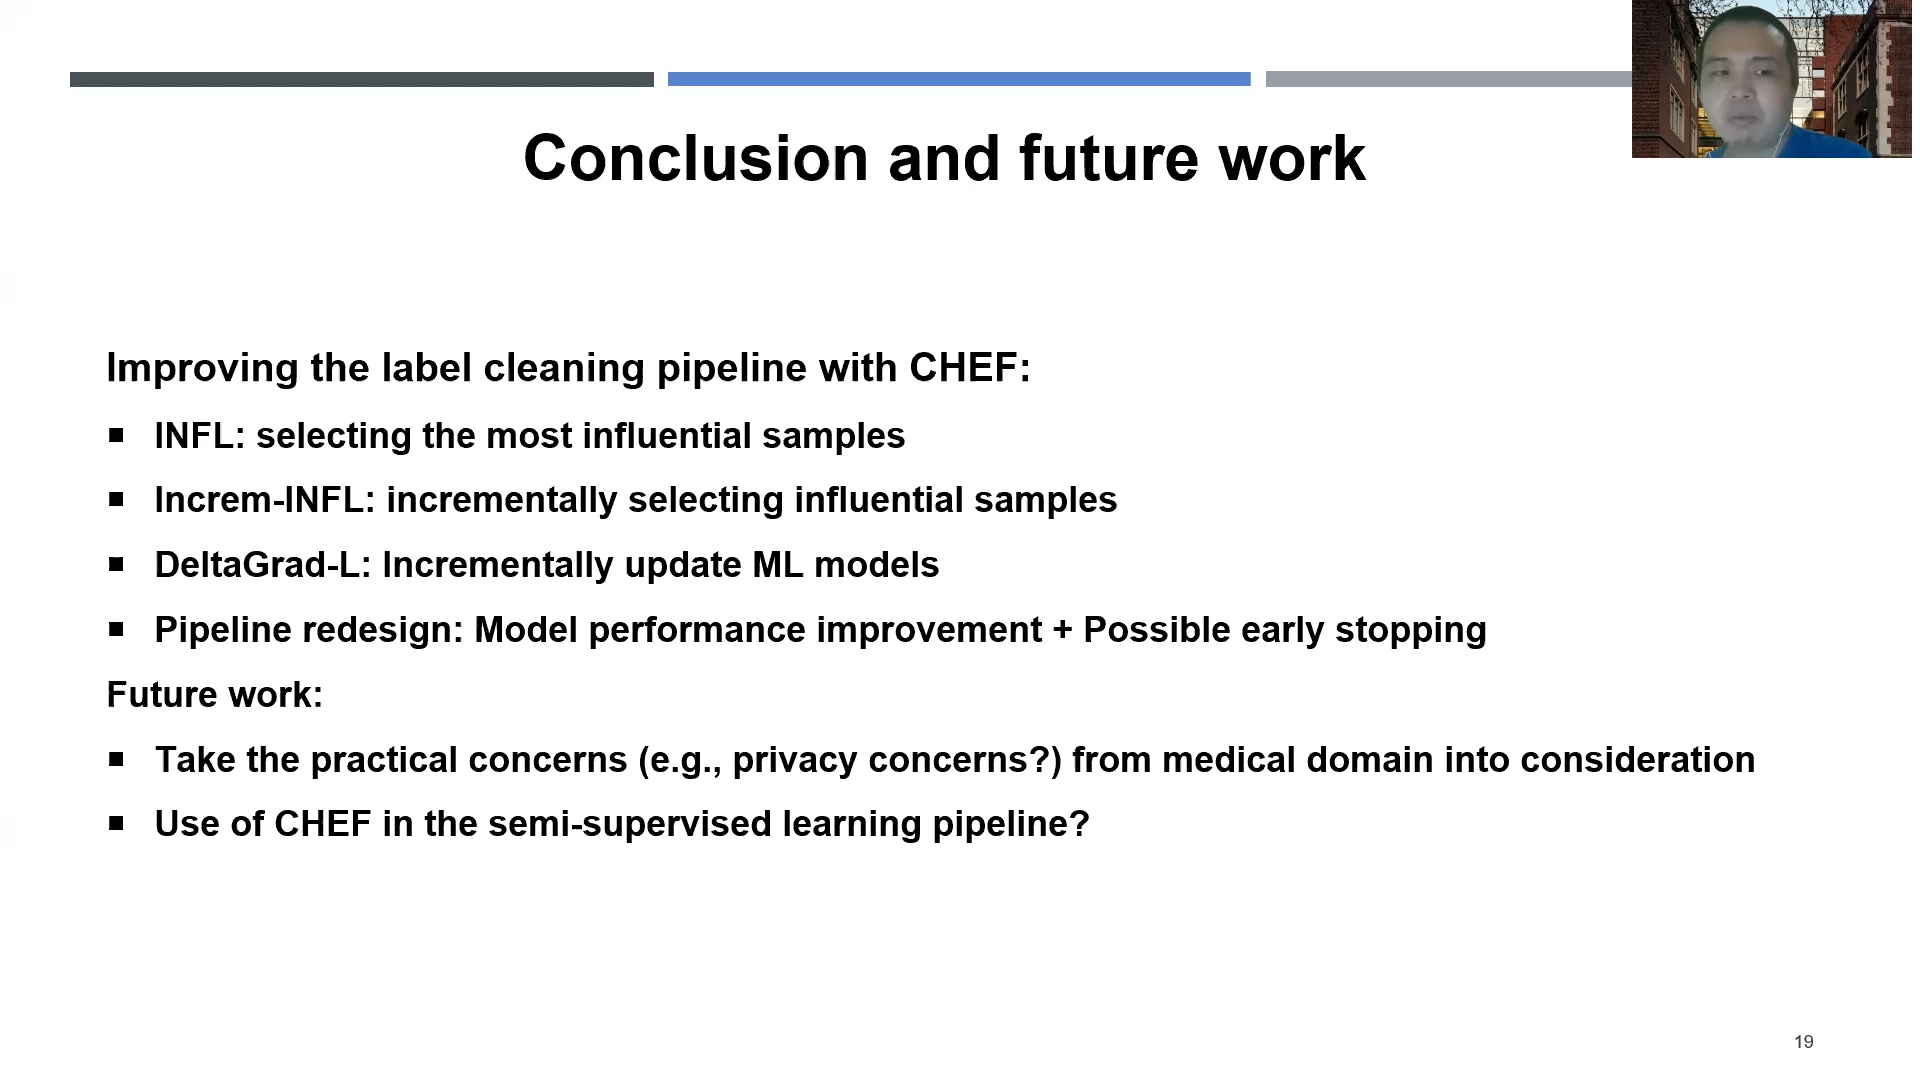 Conclusion and future work
Improving the label cleaning pipeline with CHEF:
▪ INFL: selecting the most influential samples
▪ Increm-INFL: incrementally selecting influential samples
▪ DeltaGrad-L: Incrementally update ML models
▪ Pipeline redesign: Model performance improvement + Possible early stopping
Future work:
▪ Take the practical concerns (e.g., privacy concerns?) from medical domain into consideration
▪ Use of CHEF in the semi-supervised learning pipeline?
19